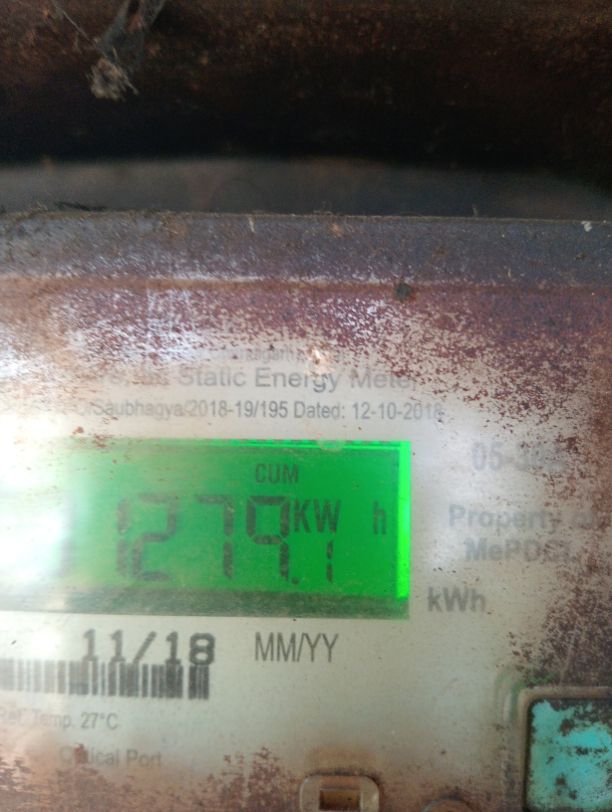 Static Energy Meter
/Saubhagya/2018-19/195 Dated: 12-10-2018
CUM
1279.1 KW h
Property
MePDCL
kWh
11/18 MM/YY
Ref. Temp. 27°C
Optical Port